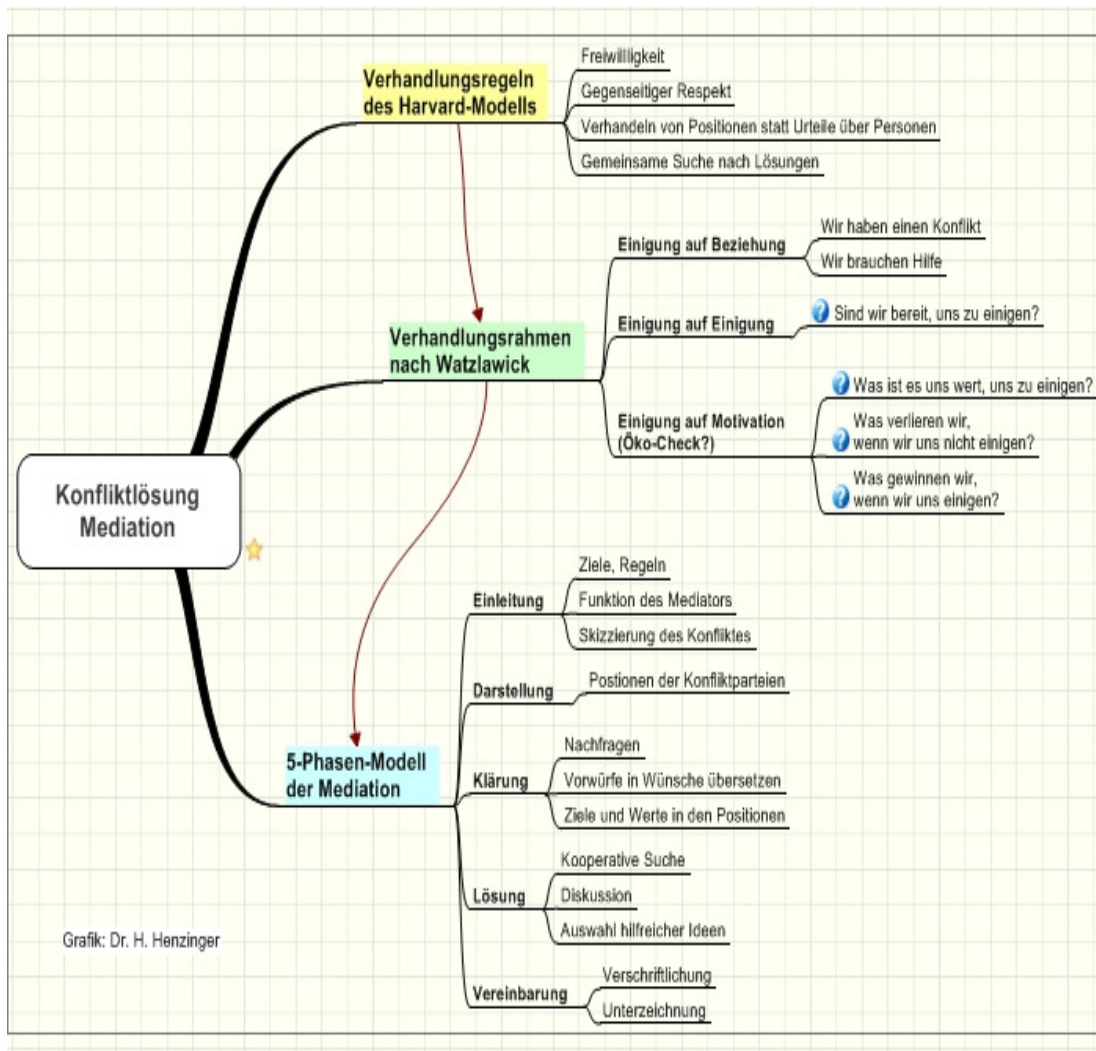 Verhandlungsregeln
des Harvard-Modells
Freiwillligkeit
Gegenseitiger Respekt
Verhandeln von Positionen statt Urteile über Personen
Gemeinsame Suche nach Lösungen
Verhandlungsrahmen
nach Watzlawick
Einigung auf Beziehung
Wir haben einen Konflikt
Wir brauchen Hilfe
Einigung auf Einigung
? Sind wir bereit, uns zu einigen?
Einigung auf Motivation
(Öko-Check?)
? Was ist es uns wert, uns zu einigen?
Was verlieren wir,
? wenn wir uns nicht einigen?
Was gewinnen wir,
? wenn wir uns einigen?
Konfliktlösung
Mediation
5-Phasen-Modell
der Mediation
Einleitung
Ziele, Regeln
Funktion des Mediators
Skizzierung des Konfliktes
Darstellung
Postionen der Konfliktparteien
Klärung
Nachfragen
Vorwürfe in Wünsche übersetzen
Ziele und Werte in den Positionen
Lösung
Kooperative Suche
Diskussion
Auswahl hilfreicher Ideen
Vereinbarung
Verschriftlichung
Unterzeichnung
Grafik: Dr. H. Henzinger